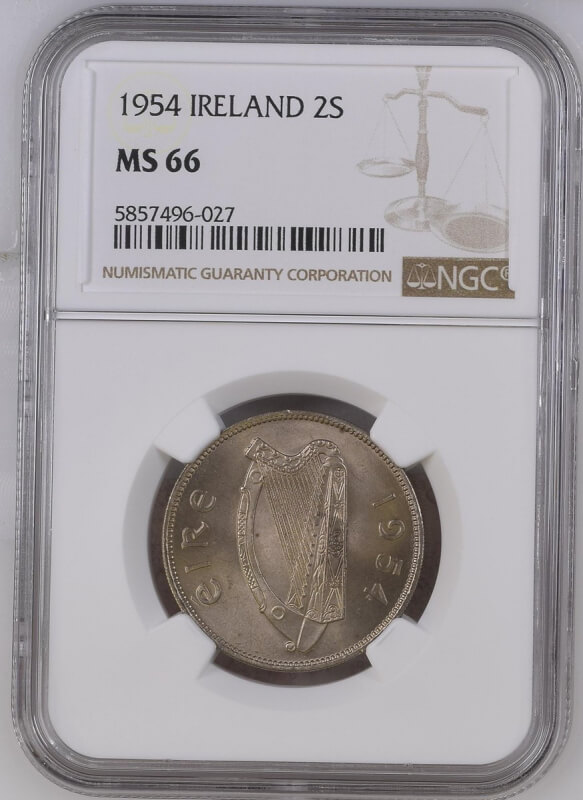 1954 IRELAND 2S
MS 66
5857496-027
NUMISMATIC GUARANTY CORPORATION
NGC®
éIRe
1954